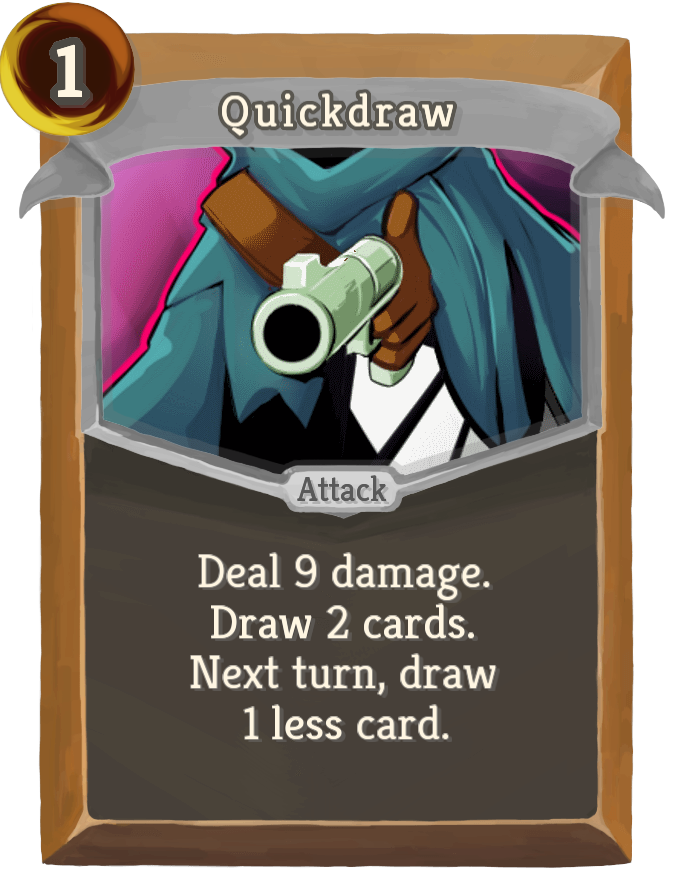 1
Quickdraw
Attack
Deal 9 damage.
Draw 2 cards.
Next turn, draw
1 less card.